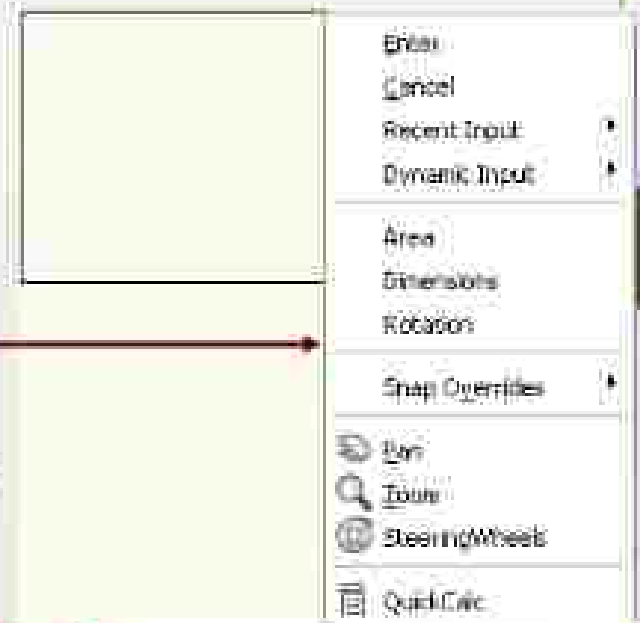 Enter
Cancel
Recent Input
Dynamic Input
Area
Dimensions
Rotation
Snap Overrides
Pan
Zoom
SteeringWheels
QuickCalc